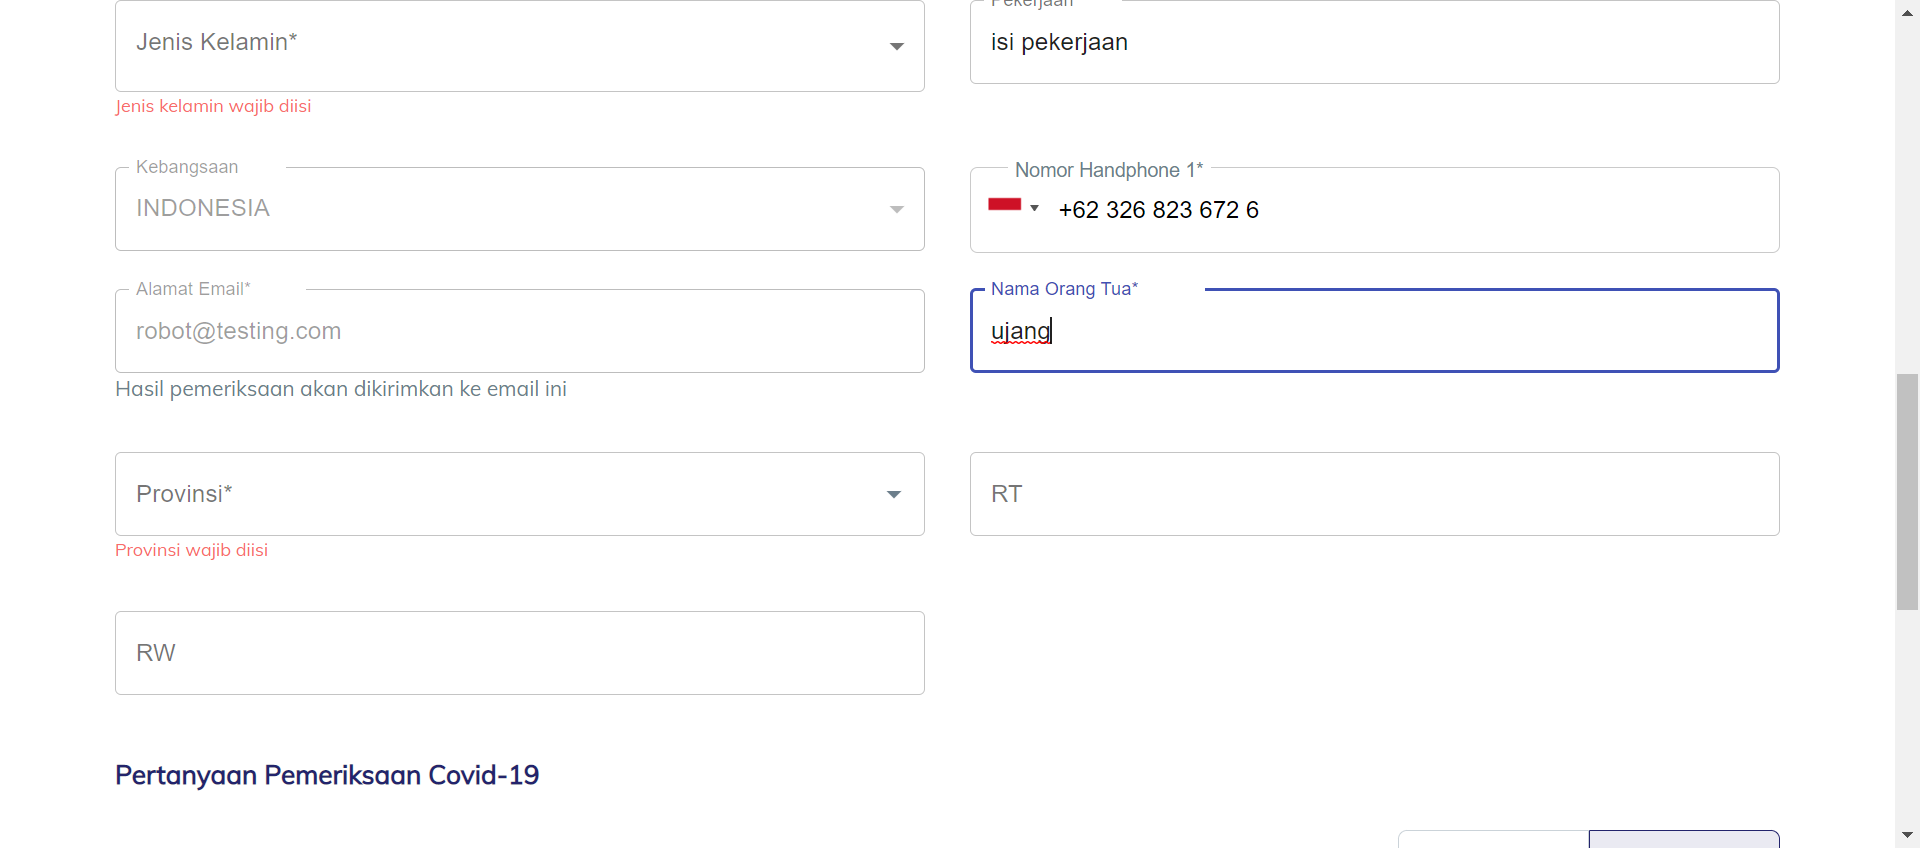 Jenis Kelamin*
Pekerjaan
isi pekerjaan
Jenis kelamin wajib diisi
Kebangsaan
INDONESIA
Nomor Handphone 1*
+62 326 823 672 6
Alamat Email*
robot@testing.com
Nama Orang Tua*
ujang
Hasil pemeriksaan akan dikirimkan ke email ini
Provinsi*
RT
Provinsi wajib diisi
RW
Pertanyaan Pemeriksaan Covid-19